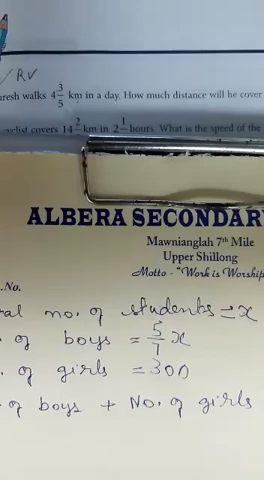 / RV
aresh walks 4 3/5 km in a day. How much distance will he cover
cyclist covers 14 2/ km in 2 1/ hours. What is the speed of the
ALBERA SECONDARY
Mawnianglah 7th Mile
Upper Shillong
Motto - "Work is Worship
.No.
tal no. of students = x
. of boys = 5/7 x
. of girls = 300
. of boys + No. of girls